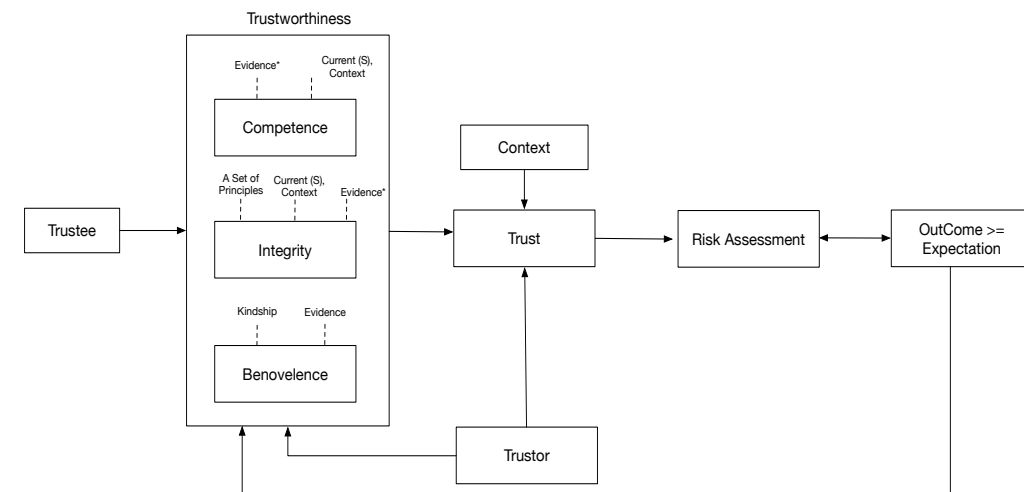 Trustworthiness
Evidence*
Current (S),
Context
Competence
A Set of
Principles
Current (S),
Context
Evidence*
Integrity
Kindship
Evidence
Benovelence
Trustee
Context
Trust
Trustor
Risk Assessment
OutCome >=
Expectation